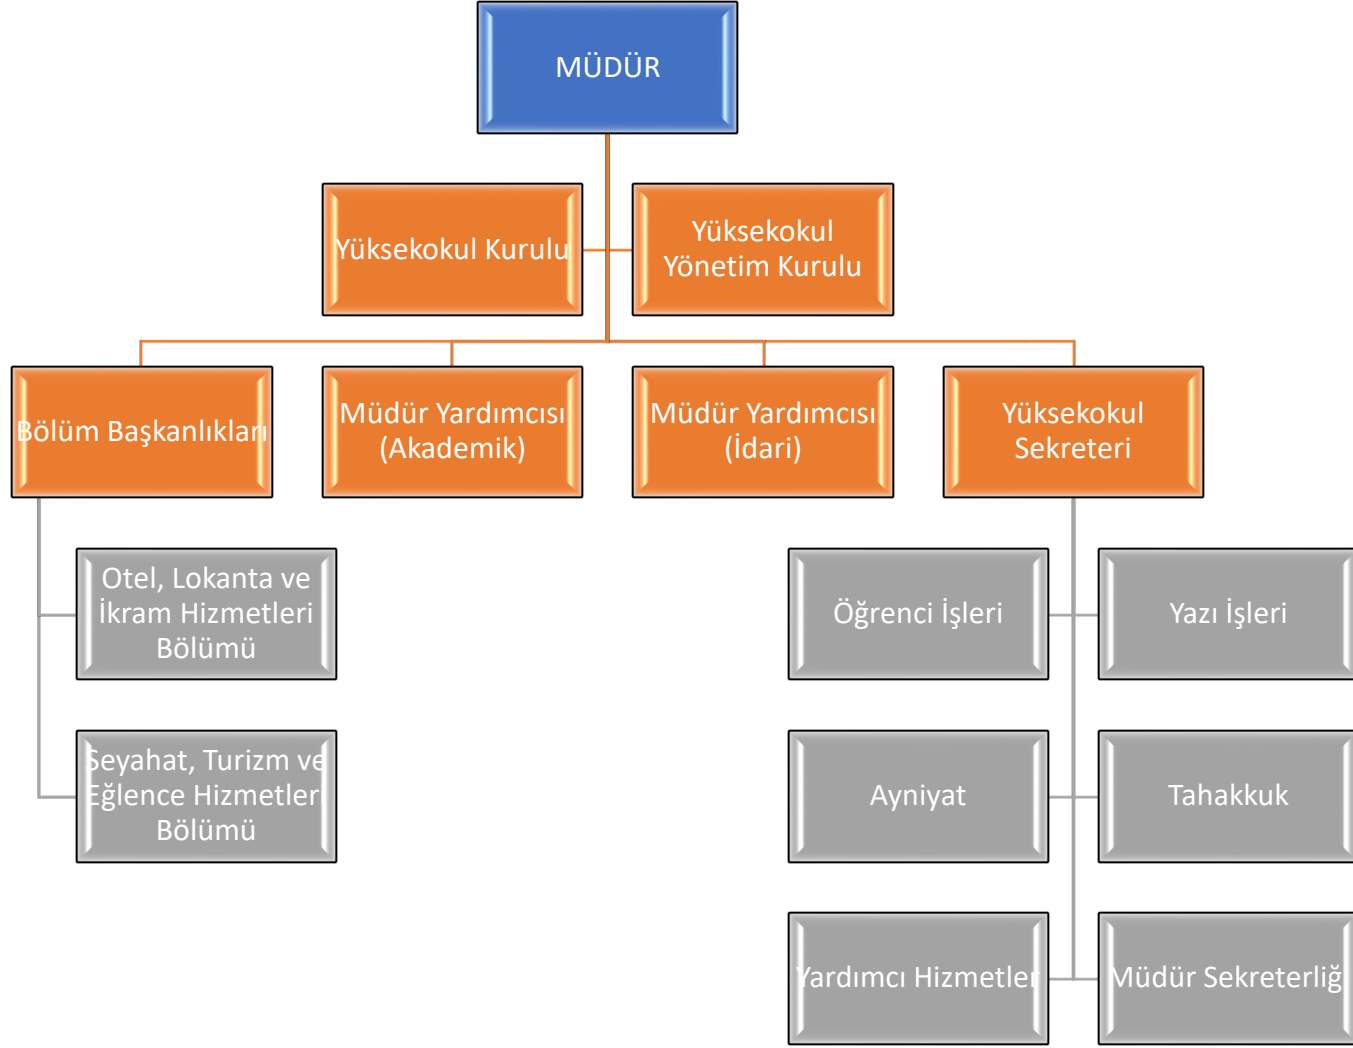 MÜDÜR
Yüksekokul Kurulu
Yüksekokul
Yönetim Kurulu
Bölüm Başkanlıkları
Müdür Yardımcısı
(Akademik)
Müdür Yardımcısı
(İdari)
Yüksekokul
Sekreteri
Otel, Lokanta ve
İkram Hizmetleri
Bölümü
Öğrenci İşleri
Yazı İşleri
Seyahat, Turizm ve
Eğlence Hizmetleri
Bölümü
Ayniyat
Tahakkuk
Yardımcı Hizmetler
Müdür Sekreterliğ